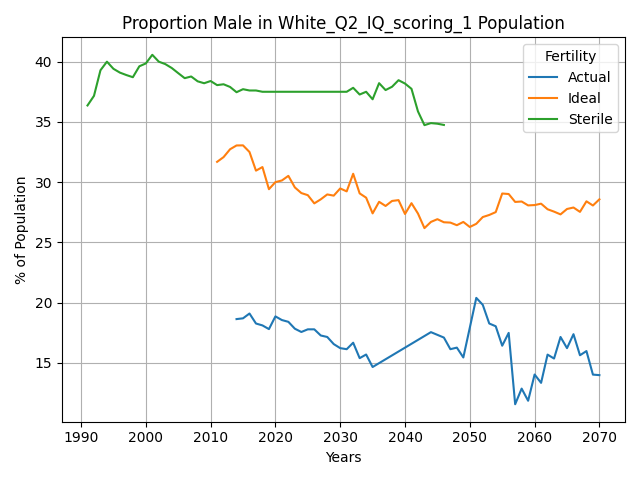 Proportion Male in White_Q2_IQ_scoring_1 Population
Fertility
Actual
Ideal
Sterile
% of Population
40
35
30
25
20
15
1990 2000 2010 2020 2030 2040 2050 2060 2070
Years